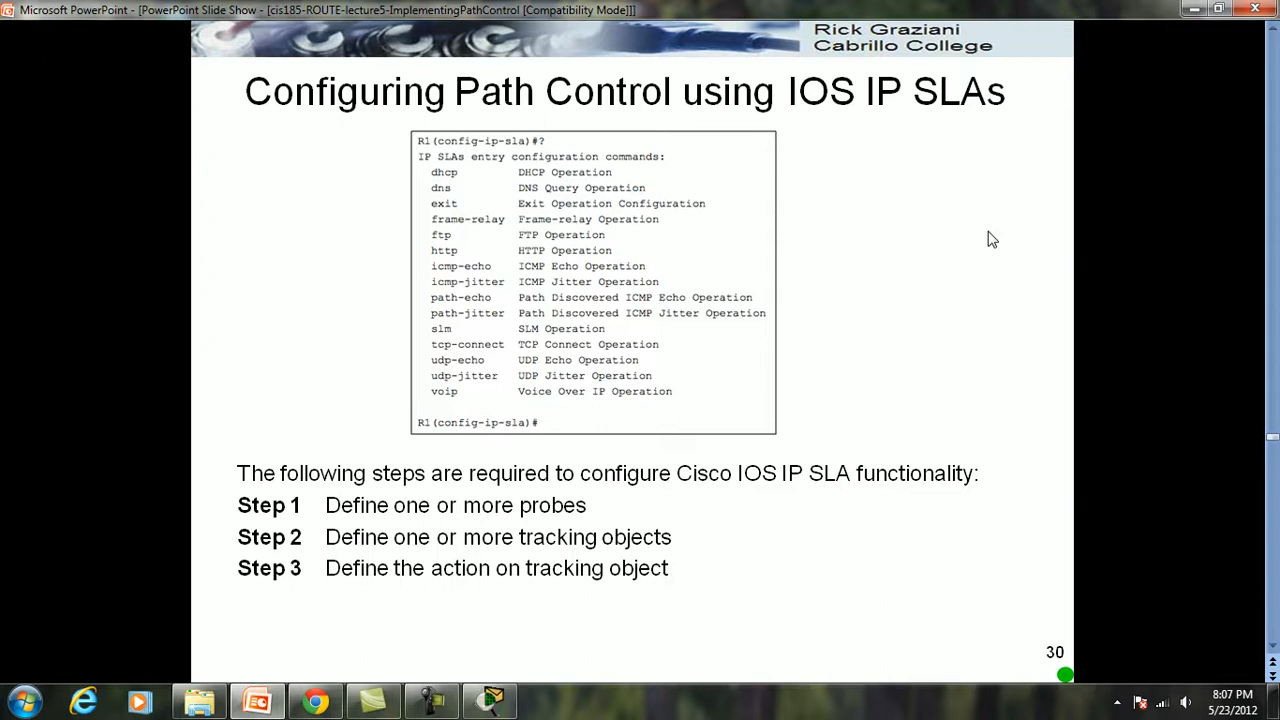 Microsoft PowerPoint - [PowerPoint Slide Show - [cis185-ROUTE-lecture5-ImplementingPathControl [Compatibility Mode]]]
Rick Graziani
Cabrillo College
Configuring Path Control using IOS IP SLAs
R1(config-ip-sla)#?
IP SLAs entry configuration commands:
dhcp DHCP Operation
dns DNS Query Operation
exit Exit Operation Configuration
frame-relay Frame-relay Operation
ftp FTP Operation
http HTTP Operation
icmp-echo ICMP Echo Operation
icmp-jitter ICMP Jitter Operation
path-echo Path Discovered ICMP Echo Operation
path-jitter Path Discovered ICMP Jitter Operation
slm SLM Operation
tcp-connect TCP Connect Operation
udp-echo UDP Echo Operation
udp-jitter UDP Jitter Operation
voip Voice Over IP Operation
R1(config-ip-sla)#
The following steps are required to configure Cisco IOS IP SLA functionality:
Step 1 Define one or more probes
Step 2 Define one or more tracking objects
Step 3 Define the action on tracking object
30
8:07 PM
5/23/2012